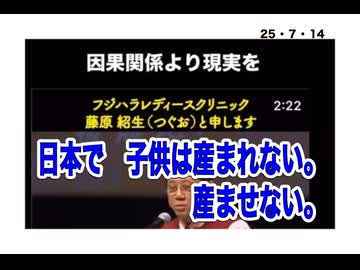 25・7・14
因果関係より現実を
フジハラレディースクリニック
2:22
藤原 紹生(つぐお)と申します
日本で 子供は産まれない。
産ませない。